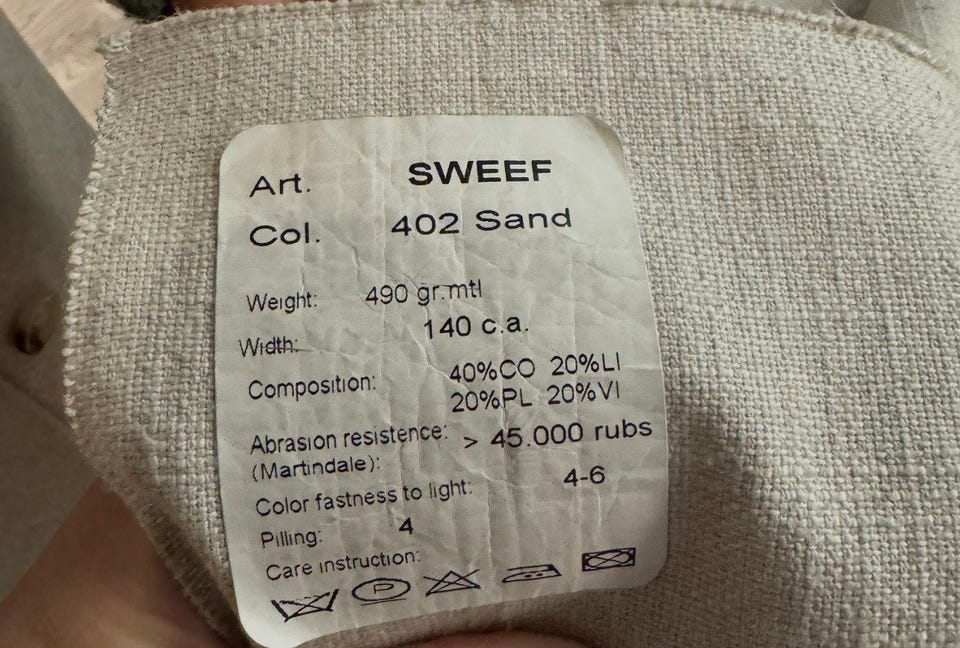 Art. SWEEF
Col. 402 Sand
Weight: 490 gr.mtl
Width: 140 c.a.
Composition: 40%CO 20%LI
20%PL 20%VI
Abrasion resistence: > 45.000 rubs
(Martindale):
Color fastness to light: 4-6
Pilling: 4
Care instruction:
P